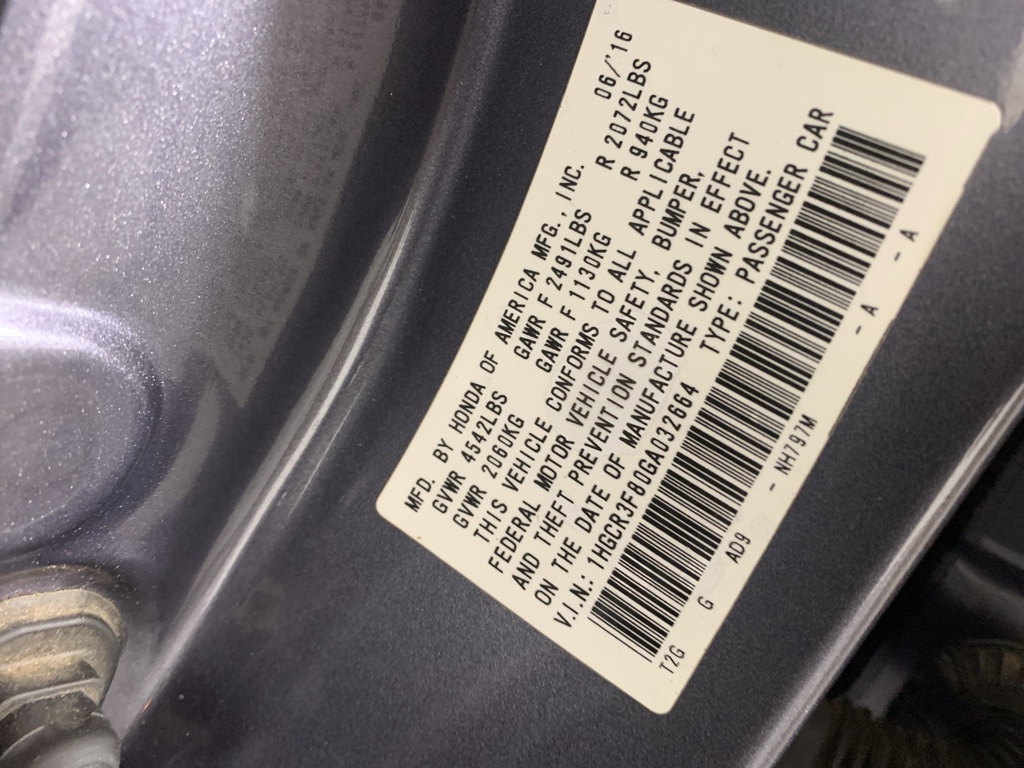 MFD. BY HONDA OF AMERICA MFG., INC. 06/'16
GVWR 4542LBS GAWR F 2491LBS R 2072LBS
GVWR 2060KG GAWR F 1130KG R 940KG
THIS VEHICLE CONFORMS TO ALL APPLICABLE
FEDERAL MOTOR VEHICLE SAFETY, BUMPER,
AND THEFT PREVENTION STANDARDS IN EFFECT
ON THE DATE OF MANUFACTURE SHOWN ABOVE.
V.I.N.: 1HGCR3F80GA032664 TYPE: PASSENGER CAR
T2G G AD9 - NH797M - A - A